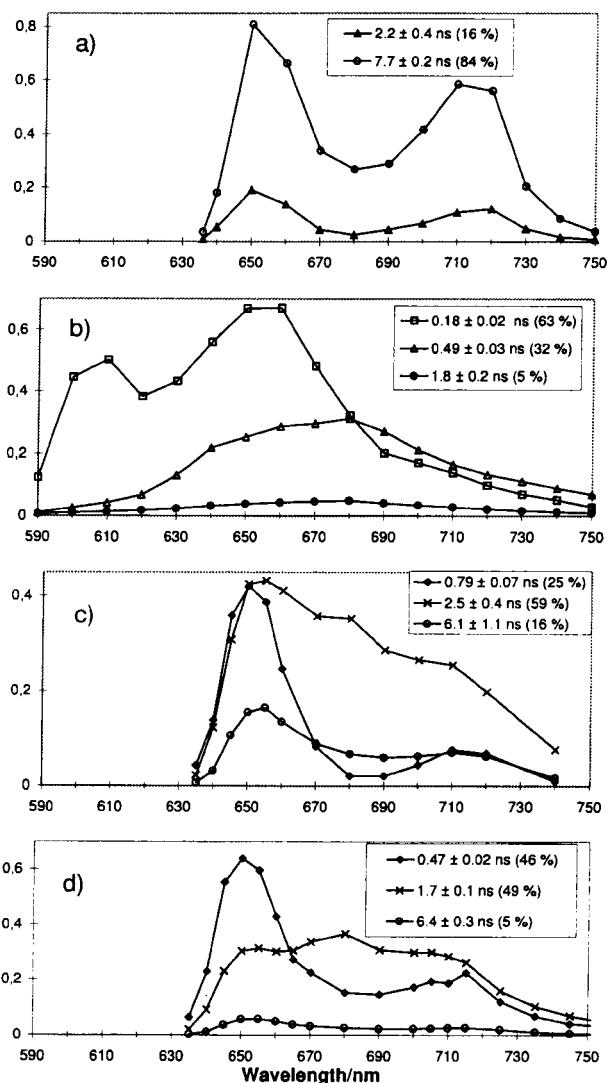 0,8
a)
2.2 ± 0.4 ns (16 %)
7.7 ± 0.2 ns (84 %)
0,6
0,4
0,2
0
590 610 630 650 670 690 710 730 750
b)
0.18 ± 0.02 ns (63 %)
0.49 ± 0.03 ns (32 %)
1.8 ± 0.2 ns (5 %)
0,6
0,4
0,2
0
590 610 630 650 670 690 710 730 750
c)
0.79 ± 0.07 ns (25 %)
2.5 ± 0.4 ns (59 %)
6.1 ± 1.1 ns (16 %)
0,4
0,2
0
590 610 630 650 670 690 710 730 750
d)
0.47 ± 0.02 ns (46 %)
1.7 ± 0.1 ns (49 %)
6.4 ± 0.3 ns (5 %)
0,6
0,4
0,2
0
590 610 630 650 670 690 710 730 750
Wavelength/nm